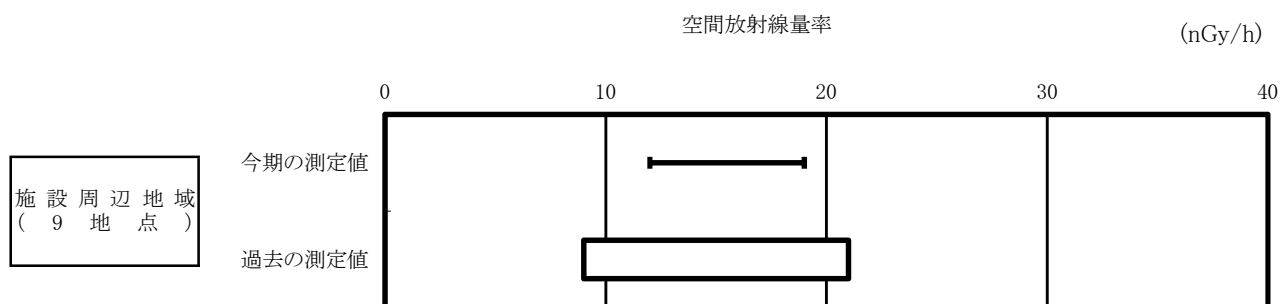 空間放射線量率
(nGy/h)
0 10 20 30 40
今期の測定値
施設周辺地域
(9地点)
過去の測定値